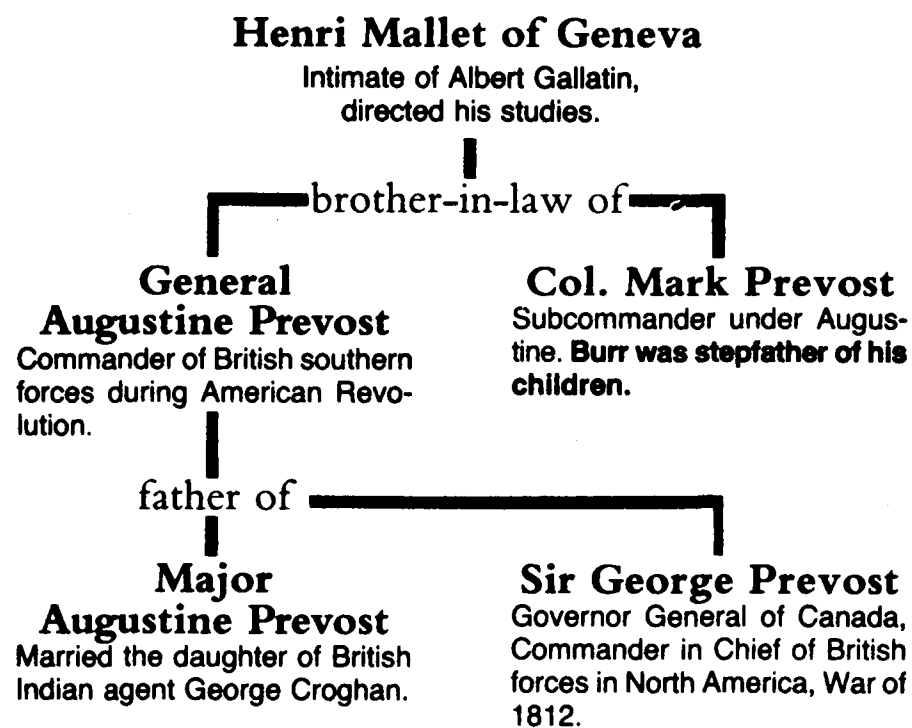 Henri Mallet of Geneva
Intimate of Albert Gallatin,
directed his studies.
brother-in-law of
General
Augustine Prevost
Commander of British southern
forces during American Revo-
lution.
Col. Mark Prevost
Subcommander under Augus-
tine. Burr was stepfather of his
children.
father of
Major
Augustine Prevost
Married the daughter of British
Indian agent George Croghan.
Sir George Prevost
Governor General of Canada,
Commander in Chief of British
forces in North America, War of
1812.